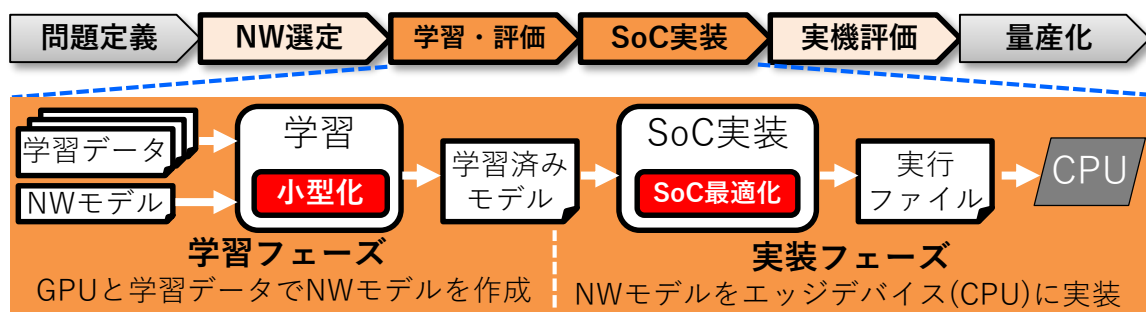 問題定義
NW選定
学習・評価
SoC実装
実機評価
量産化
学習データ
NWモデル
学習
小型化
学習済み
モデル
SoC実装
SoC最適化
実行
ファイル
CPU
学習フェーズ
GPUと学習データでNWモデルを作成
実装フェーズ
NWモデルをエッジデバイス(CPU)に実装